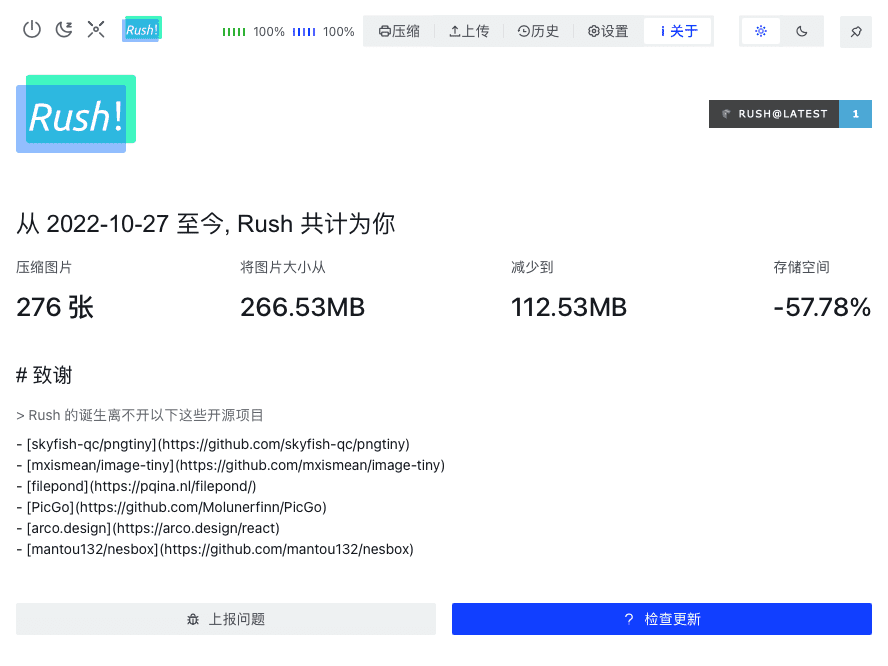 Rush! 100% 100% 压缩 上传 历史 设置 关于
Rush!
RUSH@LATEST 1
从 2022-10-27 至今, Rush 共计为你
压缩图片 将图片大小从 减少到 存储空间
276 张 266.53MB 112.53MB -57.78%
# 致谢
> Rush 的诞生离不开以下这些开源项目
- [skyfish-qc/pngtiny](https://github.com/skyfish-qc/pngtiny)
- [mxismean/image-tiny](https://github.com/mxismean/image-tiny)
- [filepond](https://pqina.nl/filepond/)
- [PicGo](https://github.com/Molunerfinn/PicGo)
- [arco.design](https://arco.design/react)
- [mantou132/nesbox](https://github.com/mantou132/nesbox)
上报问题 检查更新